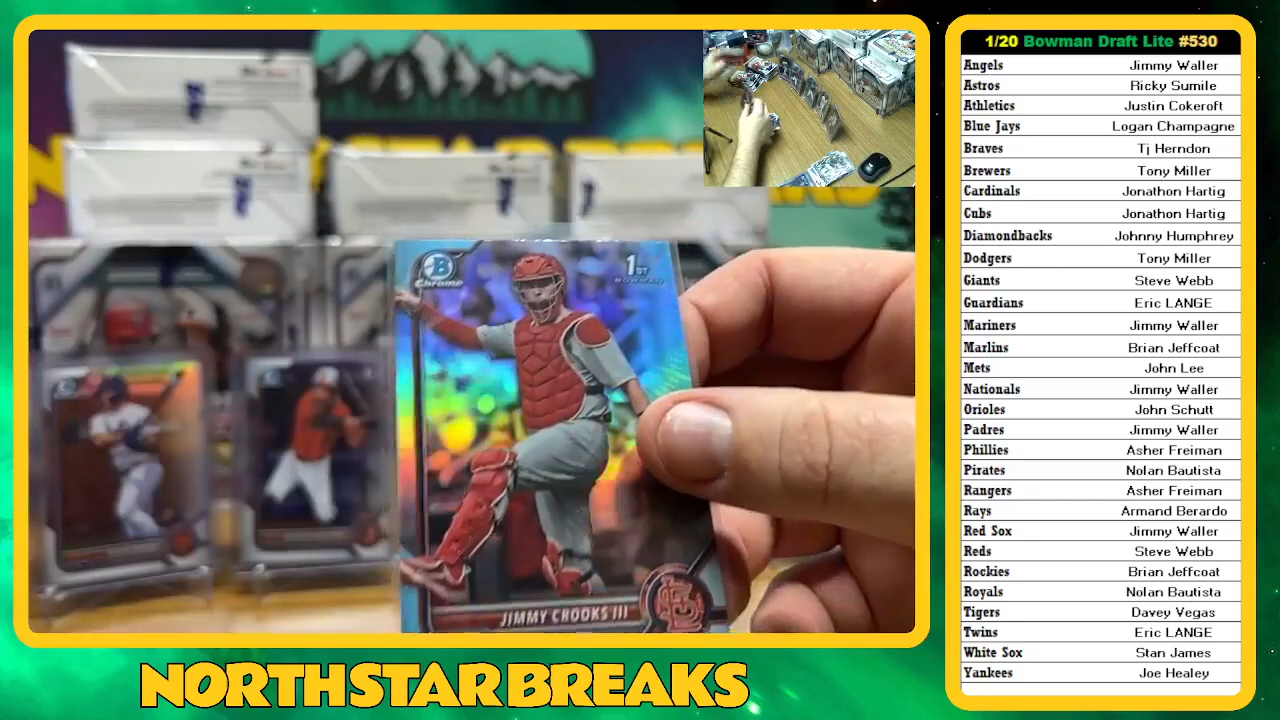 B
Chrome
1ST
BOWMAN
JIMMY CROOKS III
NORTHSTAR BREAKS
1/20 Bowman Draft Lite #530
Angels Jimmy Waller
Astros Ricky Sumile
Athletics Justin Cokeroft
Blue Jays Logan Champagne
Braves Tj Herndon
Brewers Tony Miller
Cardinals Jonathon Hartig
Cubs Jonathon Hartig
Diamondbacks Johnny Humphrey
Dodgers Tony Miller
Giants Steve Webb
Guardians Eric LANGE
Mariners Jimmy Waller
Marlins Brian Jeffcoat
Mets John Lee
Nationals Jimmy Waller
Orioles John Schutt
Padres Jimmy Waller
Phillies Asher Freiman
Pirates Nolan Bautista
Rangers Asher Freiman
Rays Armand Berardo
Red Sox Jimmy Waller
Reds Steve Webb
Rockies Brian Jeffcoat
Royals Nolan Bautista
Tigers Davey Vegas
Twins Eric LANGE
White Sox Stan James
Yankees Joe Healey